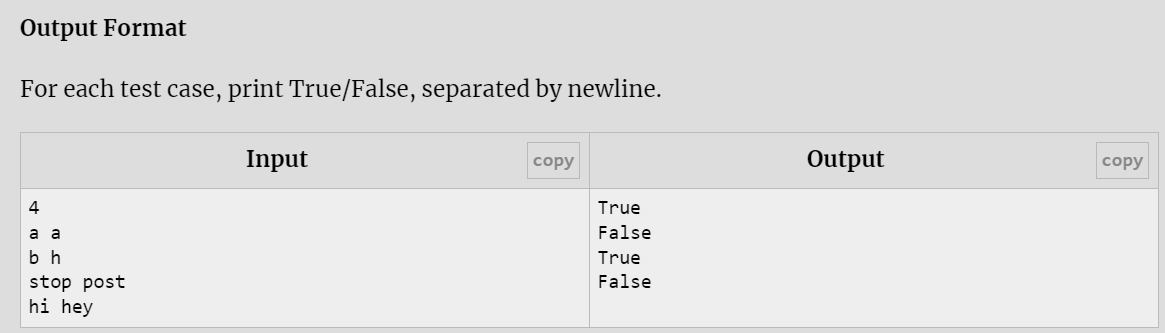 Output Format
For each test case, print True/False, separated by newline.
Input copy Output copy
4 True
a a False
b h True
stop post False
hi hey